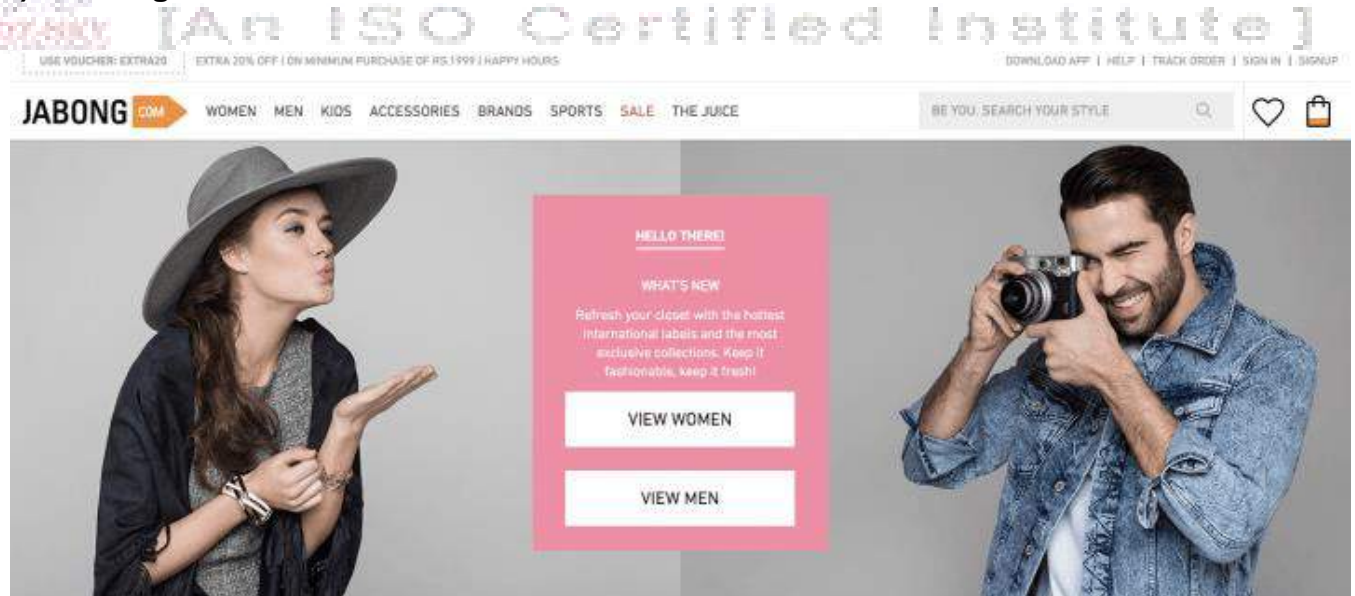 [An ISO Certified Institute]
USE VOUCHER: EXTRA20 EXTRA 20% OFF | ON MINIMUM PURCHASE OF RS.1999 | HAPPY HOURS
DOWNLOAD APP | HELP | TRACK ORDER | SIGN IN | SIGNUP
JABONG COM WOMEN MEN KIDS ACCESSORIES BRANDS SPORTS SALE THE JUICE
BE YOU. SEARCH YOUR STYLE
HELLO THERE!
WHAT'S NEW
Refresh your closet with the hottest
international labels and the most
exclusive collections. Keep it
fashionable, keep it fresh!
VIEW WOMEN
VIEW MEN